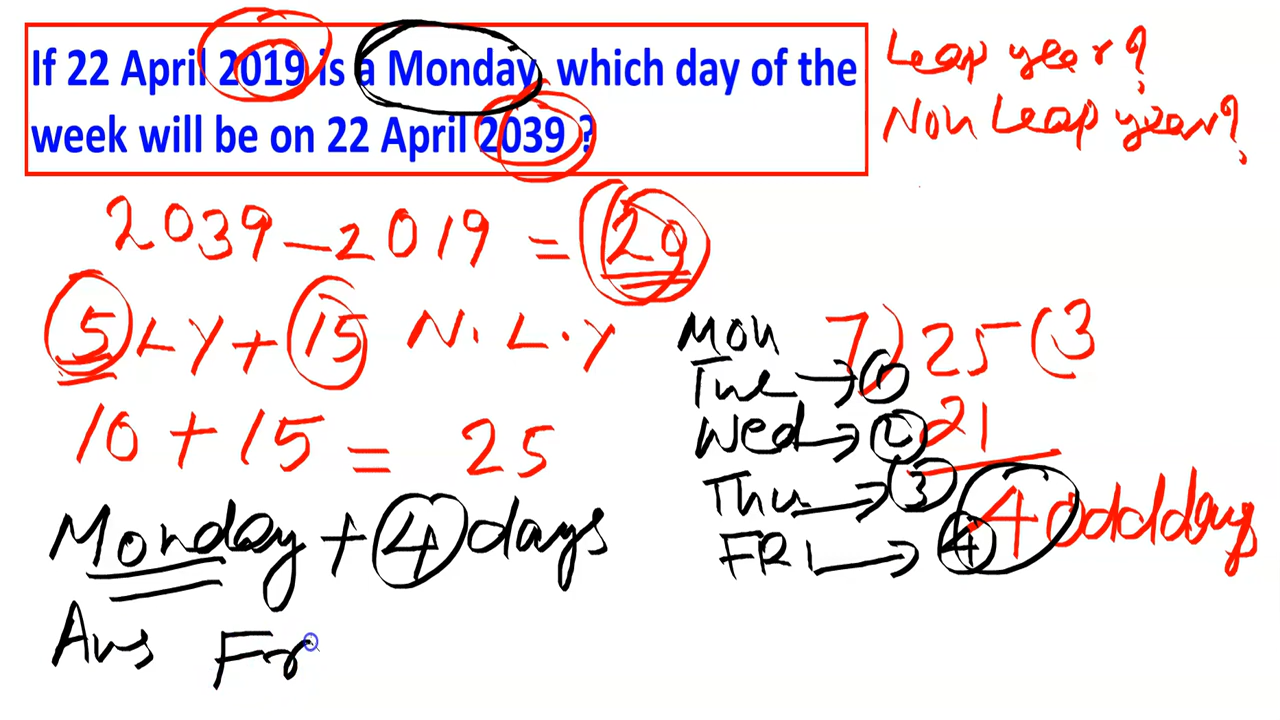 If 22 April 2019 is a Monday, which day of the
week will be on 22 April 2039 ?
Leap year?
Non Leap year?
2039 - 2019 = 20
5 LY + 15 N.L.Y
10 + 15 = 25
Monday + 4 days
Ans Fr
7) 25 (3
21
4 odd days
Mon
Tue → 1
Wed → 2
Thu → 3
FRI → 4